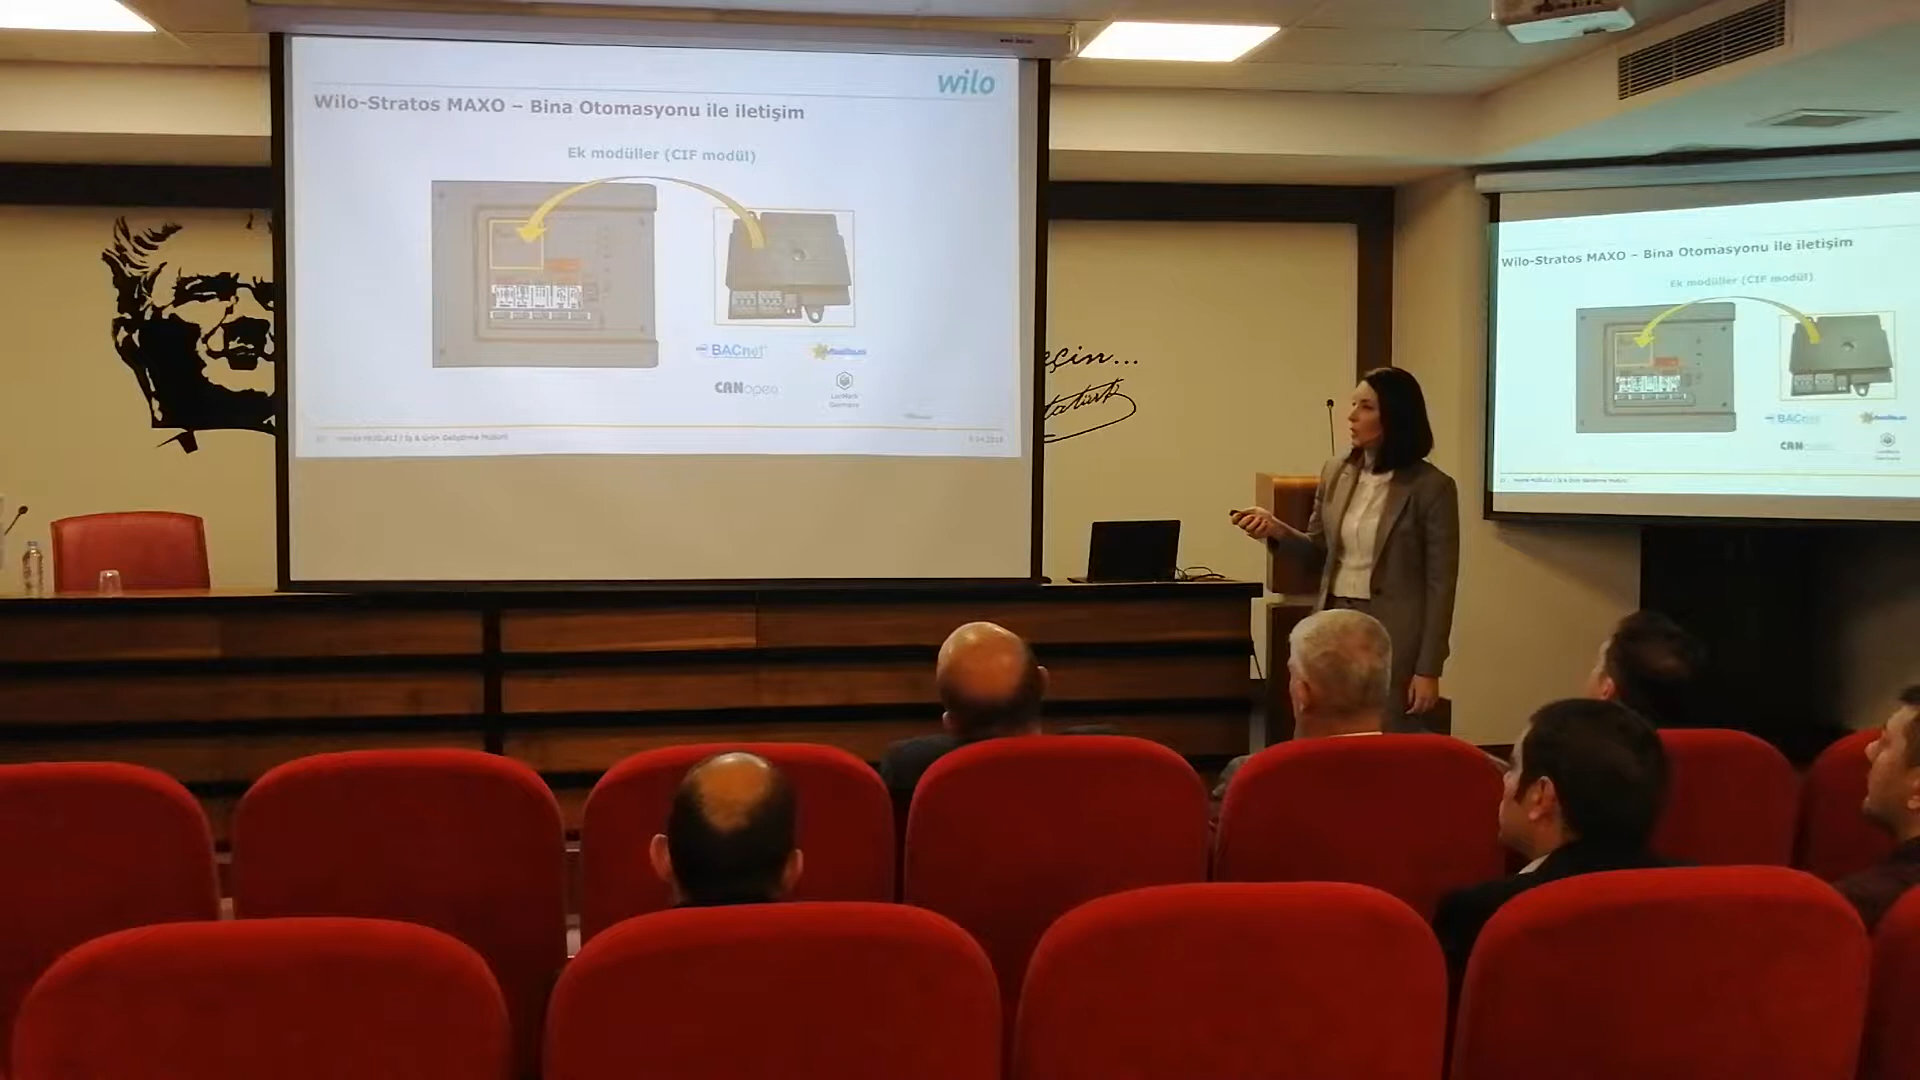 wilo
Wilo-Stratos MAXO – Bina Otomasyonu ile iletişim
Ek modüller (CIF modül)
BACnet
CANopen
LonMark
Germany
eçin...
Wilo-Stratos MAXO – Bina Otomasyonu ile iletişim
Ek modüller (CIF modül)
BACnet
CAN